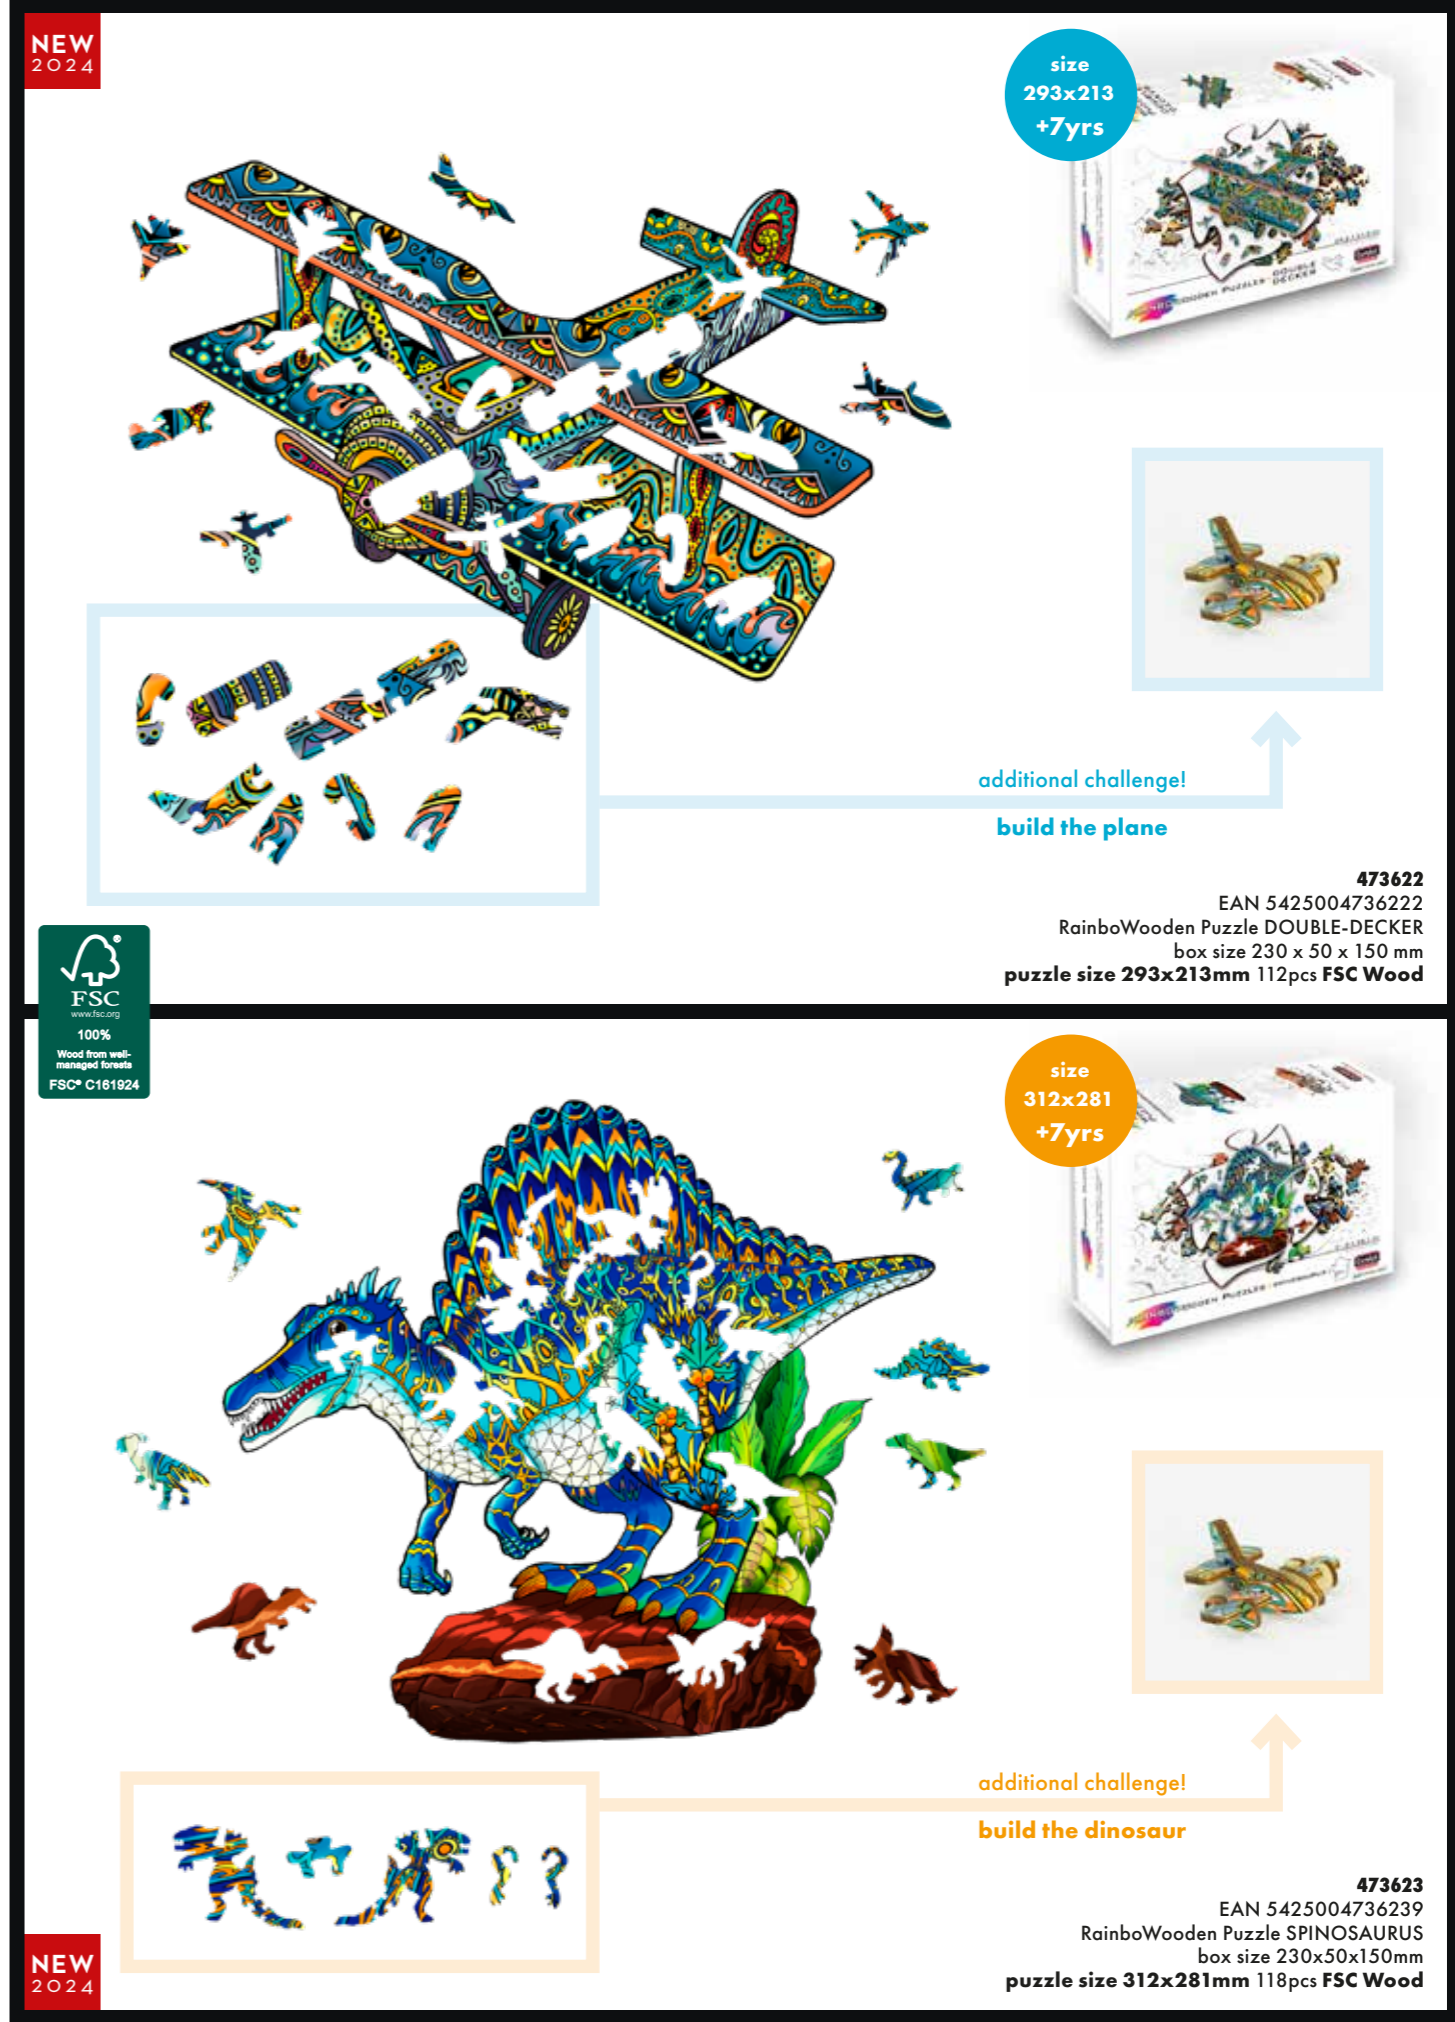 NEW
2024
size
293x213
+7yrs
additional challenge!
build the plane
473622
EAN 5425004736222
RainboWooden Puzzle DOUBLE-DECKER
box size 230 x 50 x 150 mm
puzzle size 293x213mm 112pcs FSC Wood
FSC
www.fsc.org
100%
Wood from well-
managed forests
FSC® C161924
size
312x281
+7yrs
additional challenge!
build the dinosaur
473623
EAN 5425004736239
RainboWooden Puzzle SPINOSAURUS
box size 230x50x150mm
puzzle size 312x281mm 118pcs FSC Wood
NEW
2024